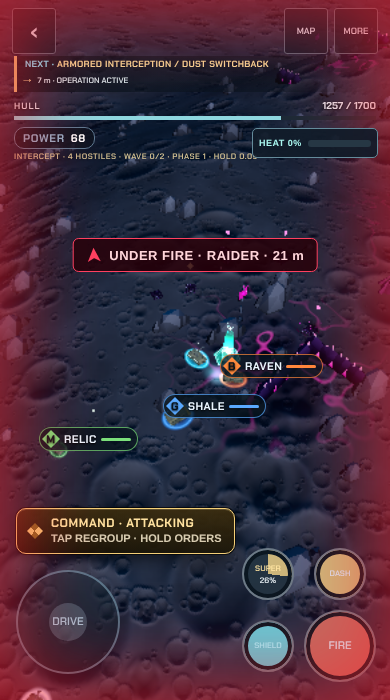 ‹
MAP
MORE
NEXT · ARMORED INTERCEPTION / DUST SWITCHBACK
→ 7 m · OPERATION ACTIVE
HULL
1257 / 1700
POWER 68
HEAT 0%
INTERCEPT · 4 HOSTILES · WAVE 0/2 · PHASE 1 · HOLD
UNDER FIRE · RAIDER · 21 m
RAVEN
G SHALE
M RELIC
COMMAND · ATTACKING
TAP REGROUP · HOLD ORDERS
SUPER
26%
DASH
DRIVE
SHIELD
FIRE